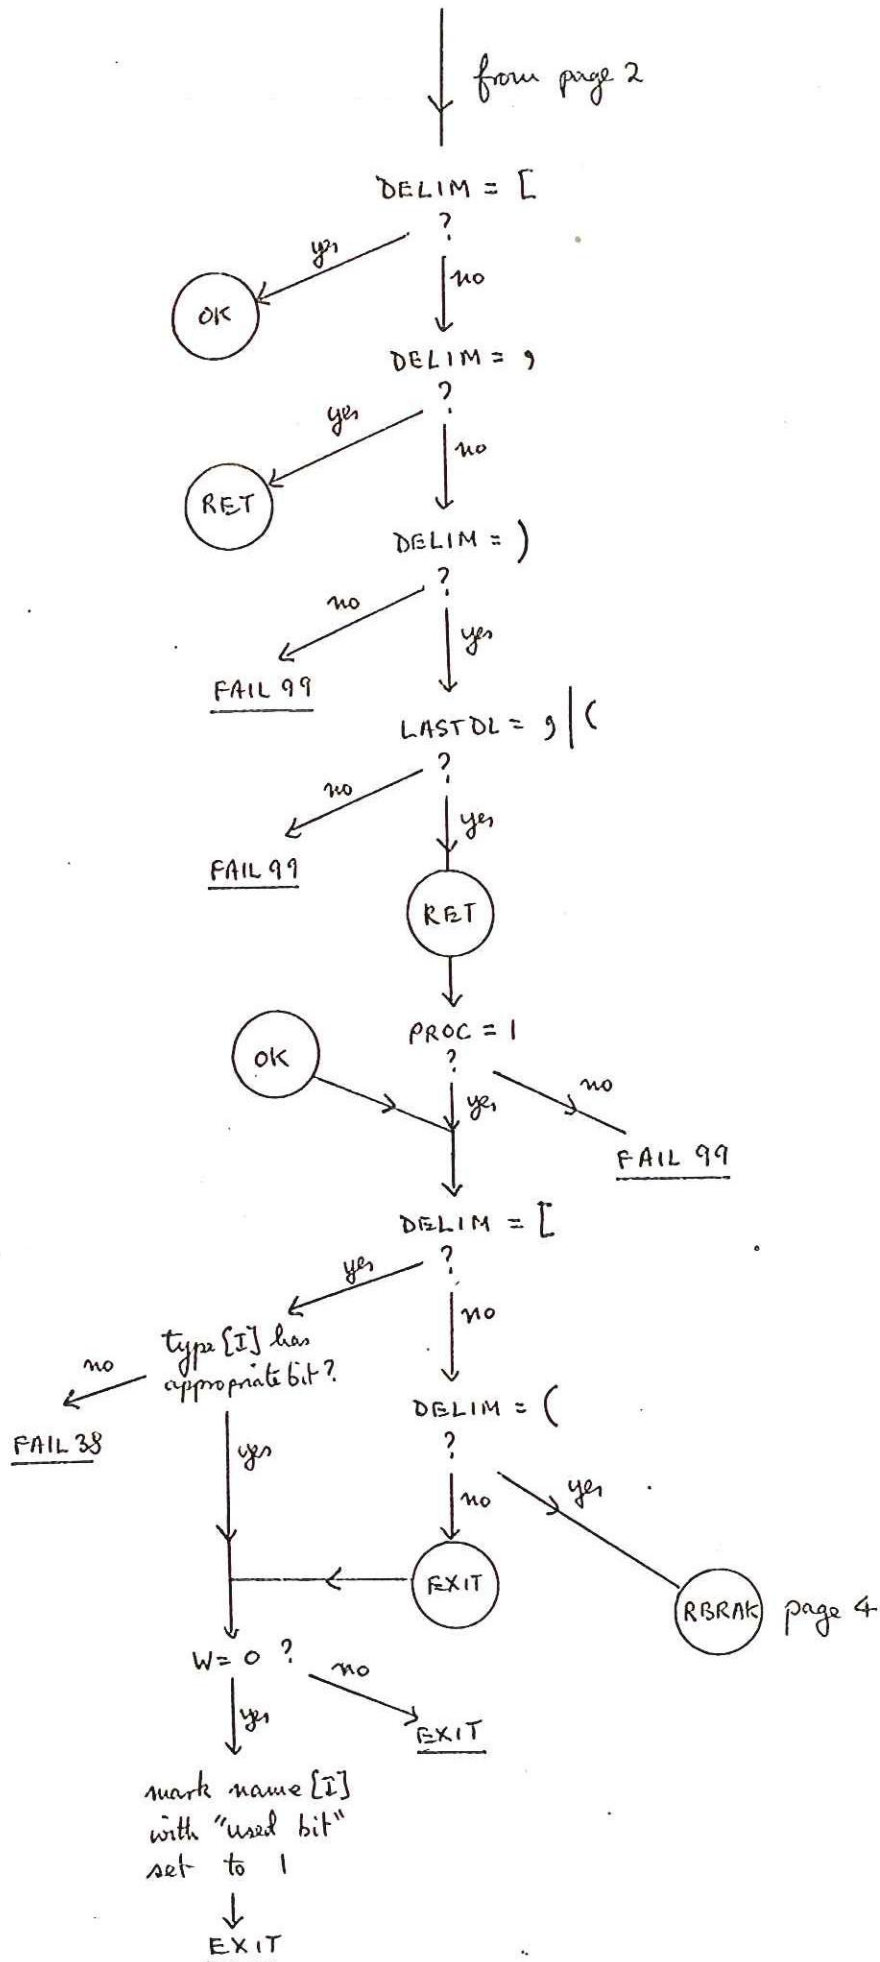 from page 2
DELIM = [
?
yes
no
OK
DELIM = ,
?
yes
no
RET
DELIM = )
?
no
yes
FAIL 99
LASTDL = , | (
?
no
yes
FAIL 99
RET
PROC = 1
?
OK
yes
no
FAIL 99
DELIM = [
?
yes
no
type [I] has
appropriate bit?
no
FAIL 38
yes
DELIM = (
?
no
yes
EXIT
RBRAK page 4
W = 0 ?
no
yes
EXIT
mark name [I]
with "used bit"
set to 1
EXIT